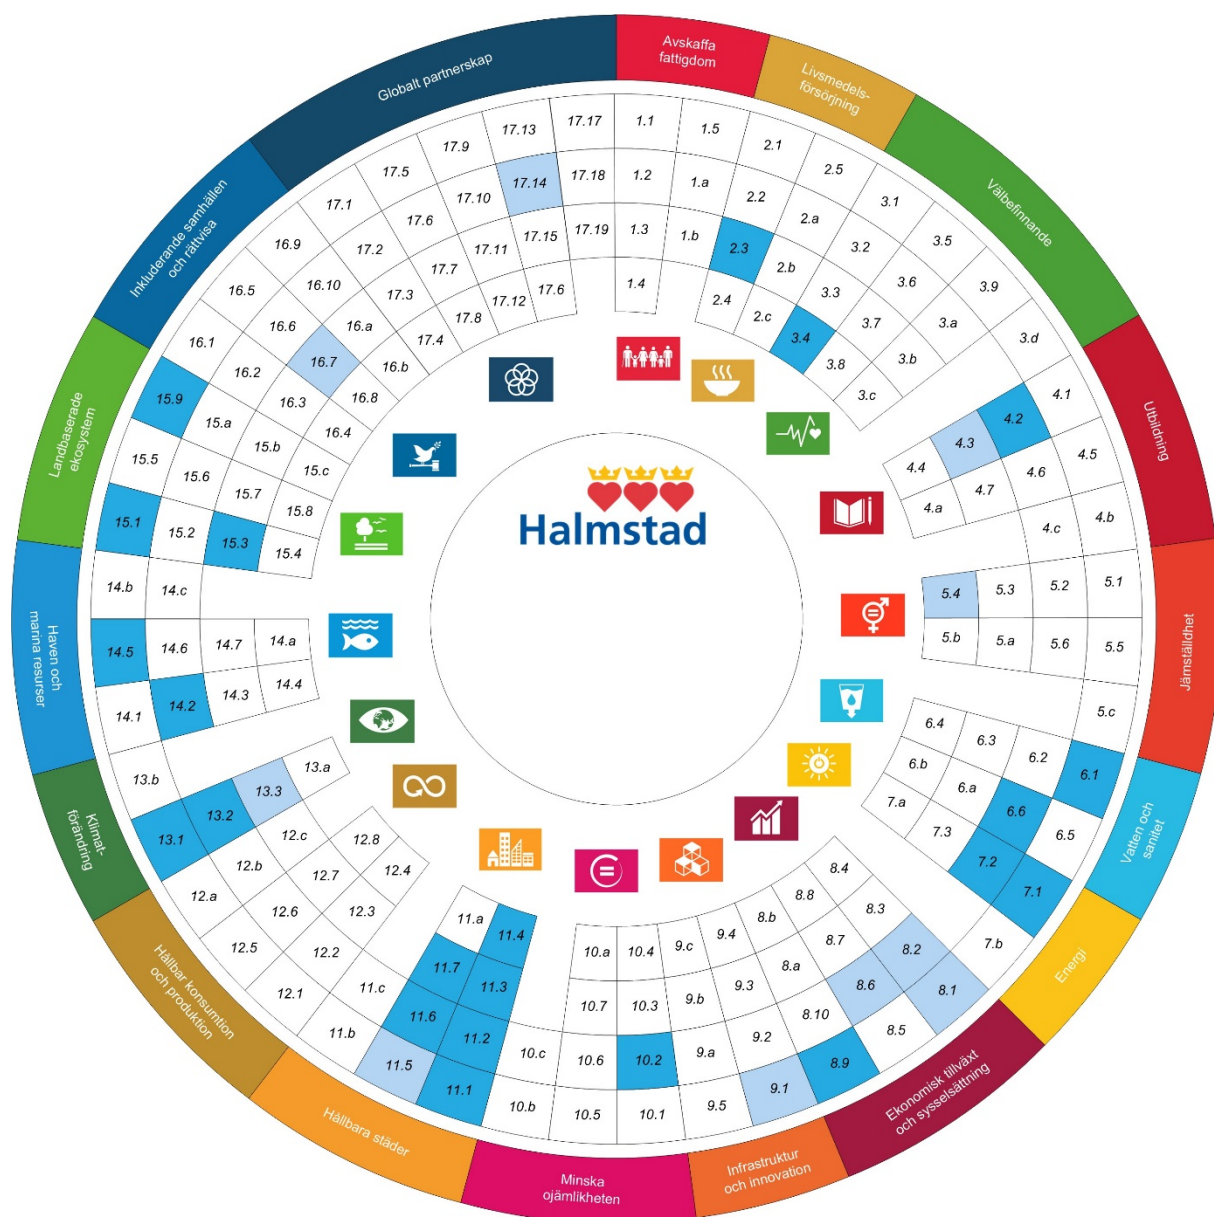 Avskaffa
fattigdom
Livsmedels-
försörjning
Välbefinnande
Utbildning
Jämställdhet
Vatten och
sanitet
Energi
Ekonomisk tillväxt
och sysselsättning
Infrastruktur
och innovation
Minska
ojämlikheten
Hållbara städer
Hållbar konsumtion
och produktion
Klimat-
förändring
Haven och
marina resurser
Landbaserade
ekosystem
Inkluderande samhällen
och rättvisa
Globalt partnerskap
1.1
1.2
1.3
1.4
1.5
1.a
1.b
2.1
2.2
2.3
2.4
2.5
2.a
2.b
2.c
3.1
3.2
3.3
3.4
3.5
3.6
3.7
3.8
3.9
3.a
3.b
3.c
3.d
4.1
4.2
4.3
4.4
4.5
4.6
4.7
4.a
4.b
4.c
5.1
5.2
5.3
5.4
5.5
5.6
5.a
5.b
5.c
6.1
6.2
6.3
6.4
6.5
6.6
6.a
6.b
7.1
7.2
7.3
7.a
7.b
8.1
8.2
8.3
8.4
8.5
8.6
8.7
8.8
8.9
8.10
8.a
8.b
9.1
9.2
9.3
9.4
9.5
9.a
9.b
9.c
10.1
10.2
10.3
10.4
10.5
10.6
10.7
10.a
10.b
10.c
11.1
11.2
11.3
11.4
11.5
11.6
11.7
11.a
11.b
11.c
12.1
12.2
12.3
12.4
12.5
12.6
12.7
12.8
12.a
12.b
12.c
13.1
13.2
13.3
13.a
13.b
14.1
14.2
14.3
14.4
14.5
14.6
14.7
14.a
14.b
14.c
15.1
15.2
15.3
15.4
15.5
15.6
15.7
15.8
15.9
15.a
15.b
15.c
16.1
16.2
16.3
16.4
16.5
16.6
16.7
16.8
16.9
16.10
16.a
16.b
17.1
17.2
17.3
17.4
17.5
17.6
17.7
17.8
17.9
17.10
17.11
17.12
17.13
17.14
17.15
17.6
17.17
17.18
17.19
Halmstad